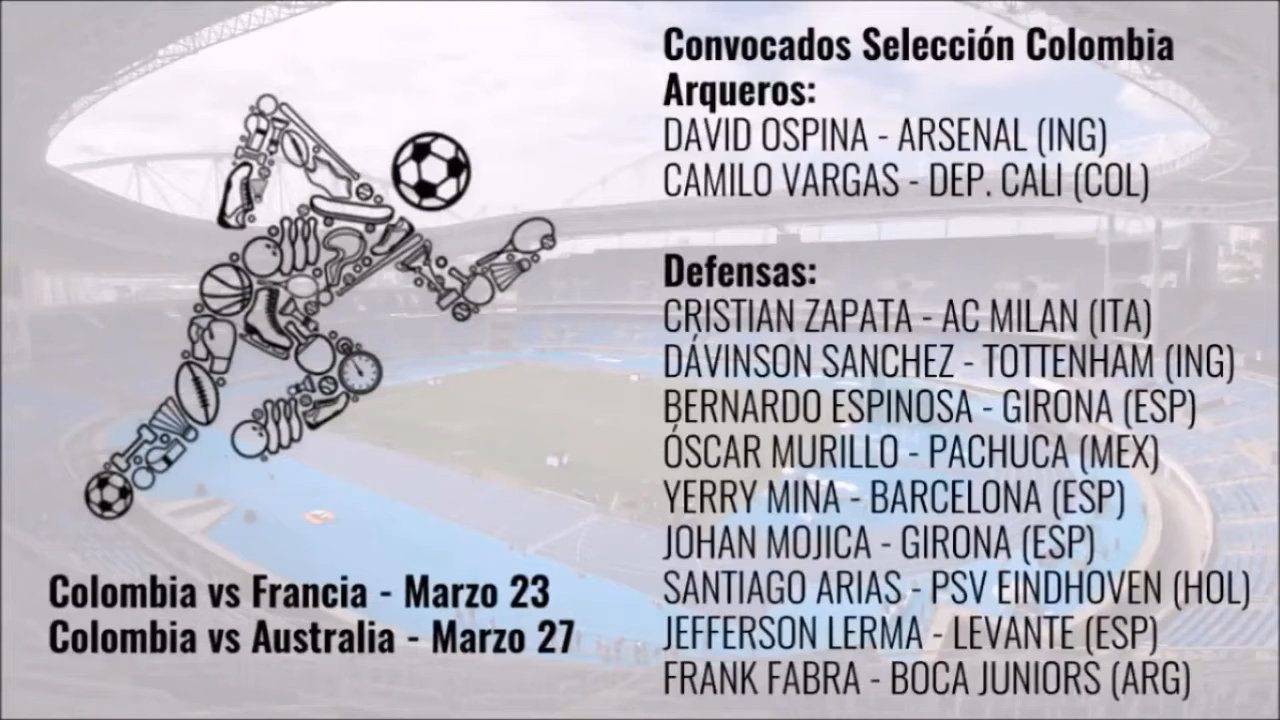 Convocados Selección Colombia
Arqueros:
DAVID OSPINA - ARSENAL (ING)
CAMILO VARGAS - DEP. CALI (COL)
Defensas:
CRISTIAN ZAPATA - AC MILAN (ITA)
DÁVINSON SANCHEZ - TOTTENHAM (ING)
BERNARDO ESPINOSA - GIRONA (ESP)
ÓSCAR MURILLO - PACHUCA (MEX)
YERRY MINA - BARCELONA (ESP)
JOHAN MOJICA - GIRONA (ESP)
SANTIAGO ARIAS - PSV EINDHOVEN (HOL)
JEFFERSON LERMA - LEVANTE (ESP)
FRANK FABRA - BOCA JUNIORS (ARG)
Colombia vs Francia - Marzo 23
Colombia vs Australia - Marzo 27